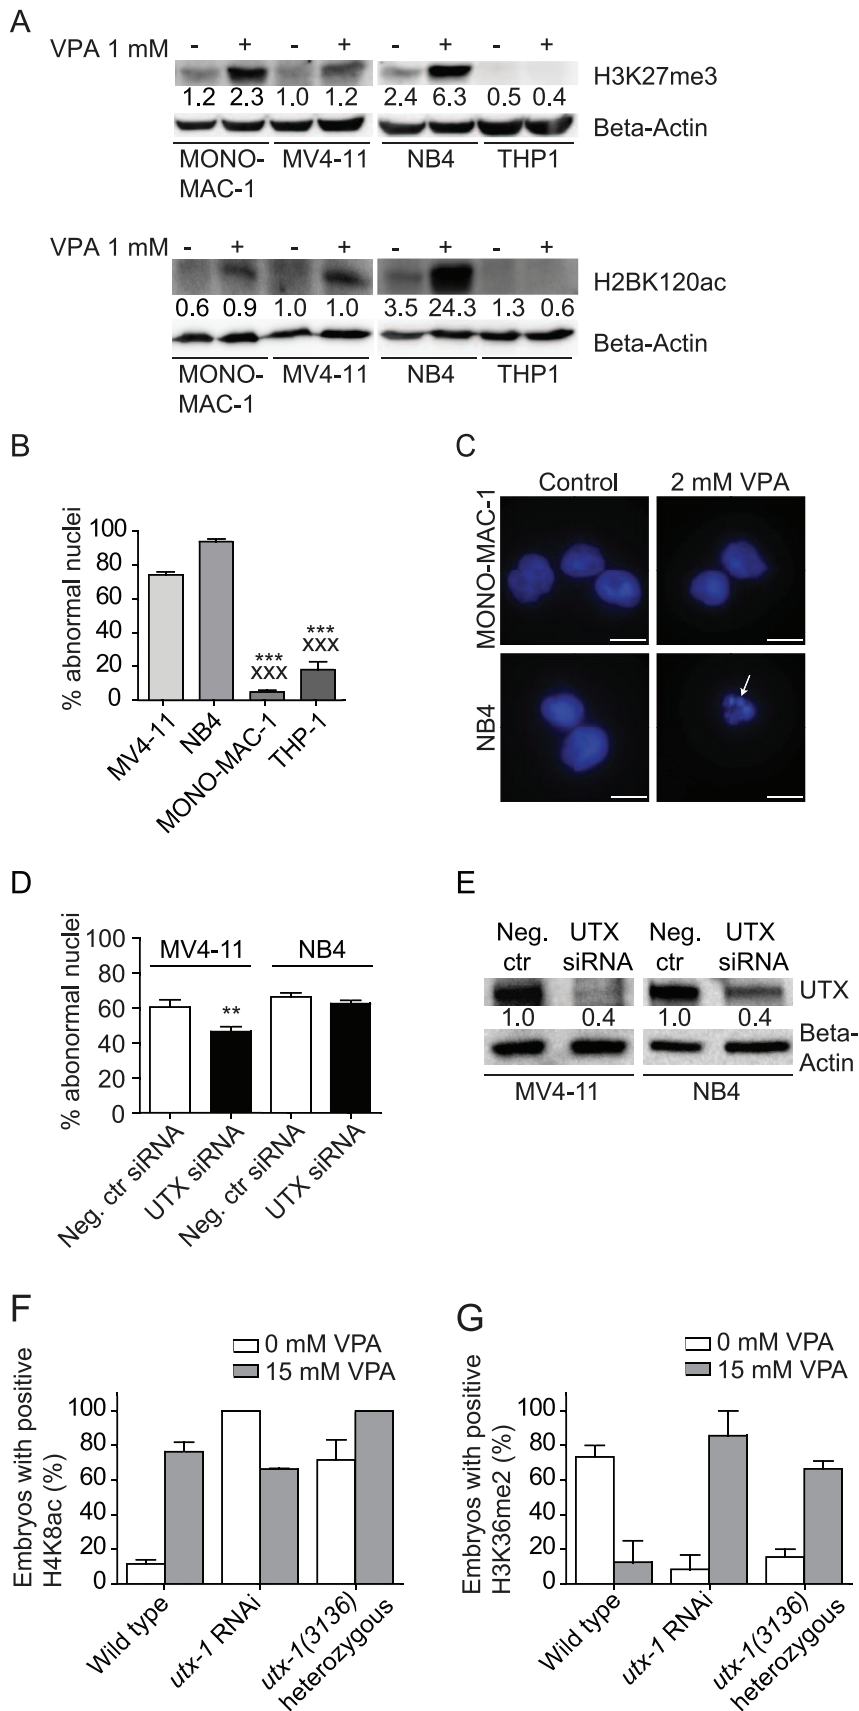 A
VPA 1 mM - + - + - + - +
H3K27me3
1.2 2.3 1.0 1.2 2.4 6.3 0.5 0.4
Beta-Actin
MONO-MAC-1 MV4-11 NB4 THP1
VPA 1 mM - + - + - + - +
H2BK120ac
0.6 0.9 1.0 1.0 3.5 24.3 1.3 0.6
Beta-Actin
MONO-MAC-1 MV4-11 NB4 THP1
B
% abnormal nuclei
100
80
60
40
20
0
*** ***
xxx xxx
MV4-11 NB4 MONO-MAC-1 THP-1
C
Control 2 mM VPA
MONO-MAC-1
NB4
D
% abonormal nuclei
100
80
60
40
20
0
MV4-11 NB4
**
Neg. ctr siRNA UTX siRNA Neg. ctr siRNA UTX siRNA
E
Neg. UTX Neg. UTX
ctr siRNA ctr siRNA
UTX
1.0 0.4 1.0 0.4
Beta-
Actin
MV4-11 NB4
F
0 mM VPA
15 mM VPA
Embryos with positive
H4K8ac (%)
100
80
60
40
20
0
Wild type utx-1 RNAi utx-1(3136) heterozygous
G
0 mM VPA
15 mM VPA
Embryos with positive
H3K36me2 (%)
100
80
60
40
20
0
Wild type utx-1 RNAi utx-1(3136) heterozygous